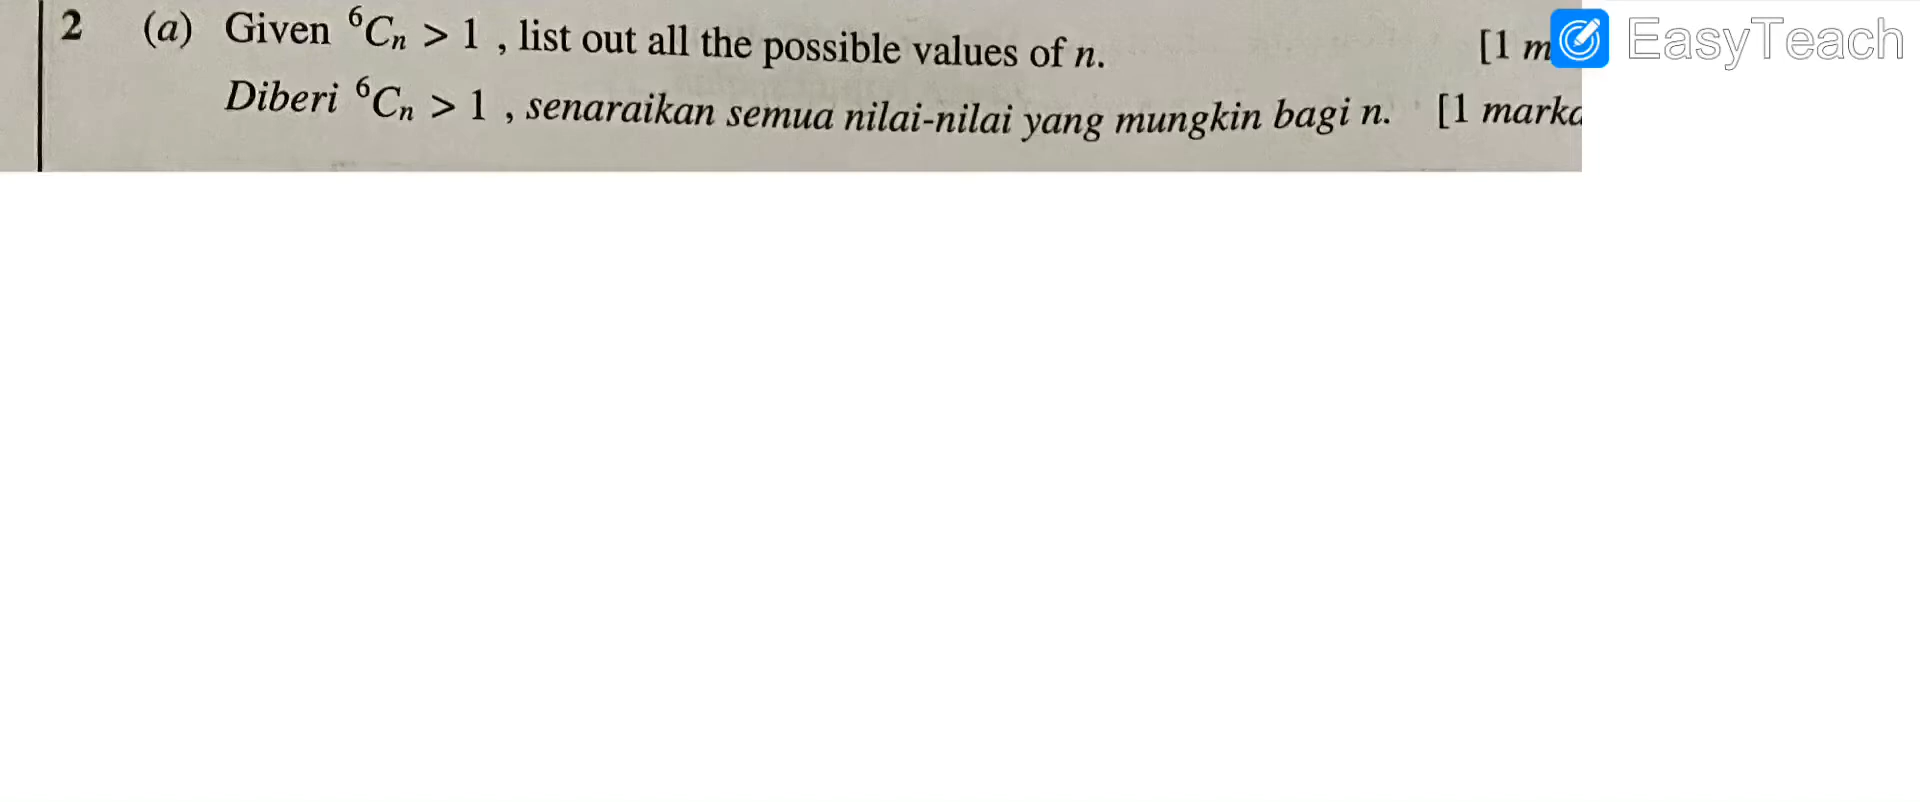 2 (a) Given ⁶Cₙ > 1 , list out all the possible values of n. [1 m
EasyTeach
Diberi ⁶Cₙ > 1 , senaraikan semua nilai-nilai yang mungkin bagi n. [1 marka